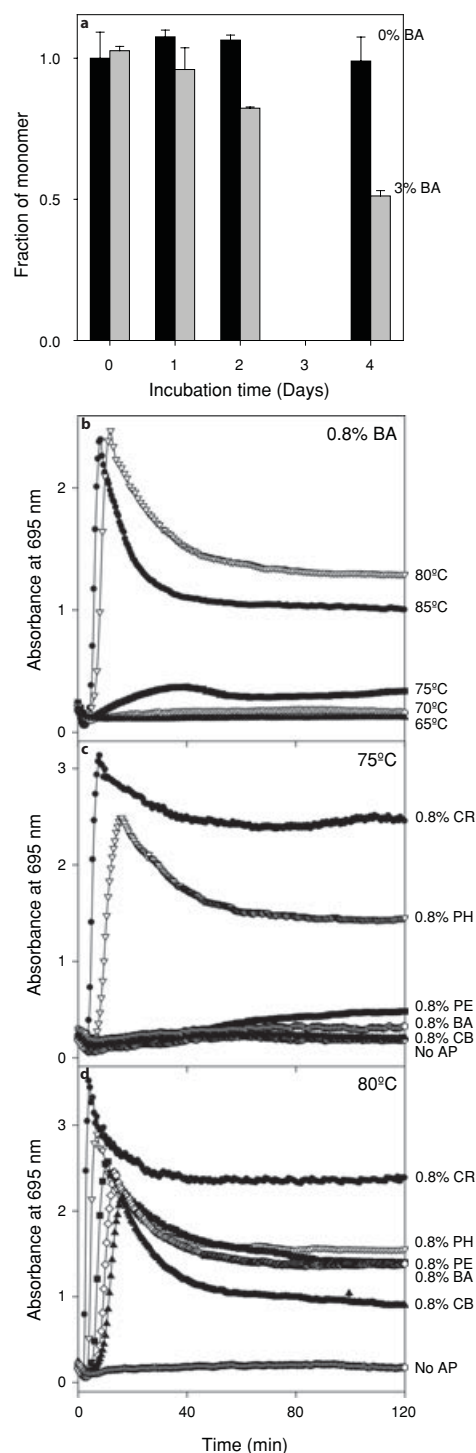 a
0% BA
3% BA
Fraction of monomer
1.0
0.5
0.0
0 1 2 3 4
Incubation time (Days)
b
0.8% BA
Absorbance at 695 nm
2
1
0
80ºC
85ºC
75ºC
70ºC
65ºC
c
75ºC
Absorbance at 695 nm
3
2
1
0
0.8% CR
0.8% PH
0.8% PE
0.8% BA
0.8% CB
No AP
d
80ºC
Absorbance at 695 nm
3
2
1
0
0.8% CR
0.8% PH
0.8% PE
0.8% BA
0.8% CB
No AP
0 40 80 120
Time (min)